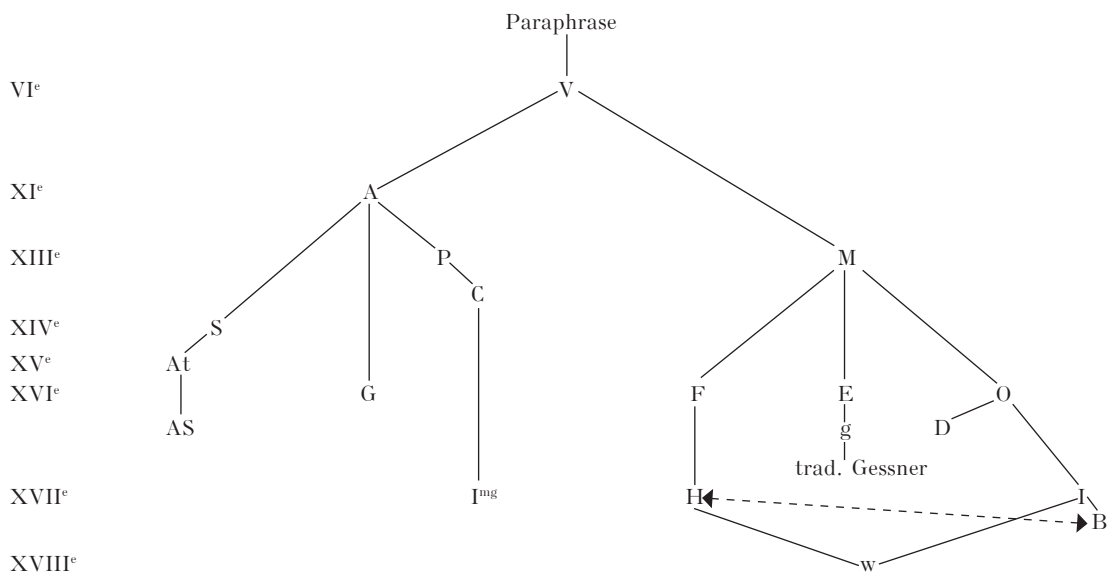 Paraphrase
VIᵉ V
XIᵉ A
XIIIᵉ P M
C
XIVᵉ S
XVᵉ At
XVIᵉ G F E O
AS g D
trad. Gessner
XVIIᵉ Iᵐᵍ H I
B
XVIIIᵉ w